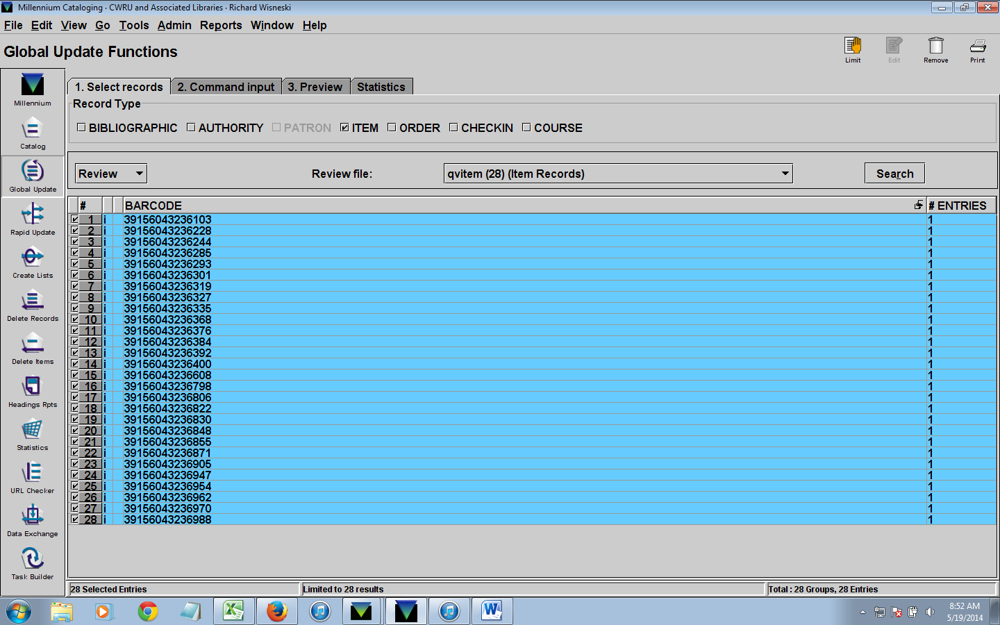 Millennium Cataloging · CWRU and Associated Libraries · Richard Wisneski
File Edit View Go Tools Admin Reports Window Help
Global Update Functions
Limit Edit Remove Print
Millennium
Catalog
Global Update
Rapid Update
Create Lists
Delete Records
Delete Items
Headings Rpts
Statistics
URL Checker
Data Exchange
Task Builder
1. Select records 2. Command input 3. Preview Statistics
Record Type
BIBLIOGRAPHIC AUTHORITY PATRON ITEM ORDER CHECKIN COURSE
Review Review file: qvitem (28) (Item Records) Search
# BARCODE # ENTRIES
1 i 39156043236103 1
2 i 39156043236228 1
3 i 39156043236244 1
4 i 39156043236285 1
5 i 39156043236293 1
6 i 39156043236301 1
7 i 39156043236319 1
8 i 39156043236327 1
9 i 39156043236335 1
10 i 39156043236368 1
11 i 39156043236376 1
12 i 39156043236384 1
13 i 39156043236392 1
14 i 39156043236400 1
15 i 39156043236608 1
16 i 39156043236798 1
17 i 39156043236806 1
18 i 39156043236822 1
19 i 39156043236830 1
20 i 39156043236848 1
21 i 39156043236855 1
22 i 39156043236871 1
23 i 39156043236905 1
24 i 39156043236947 1
25 i 39156043236954 1
26 i 39156043236962 1
27 i 39156043236970 1
28 i 39156043236988 1
28 Selected Entries Limited to 28 results Total : 28 Groups, 28 Entries
8:52 AM
5/19/2014